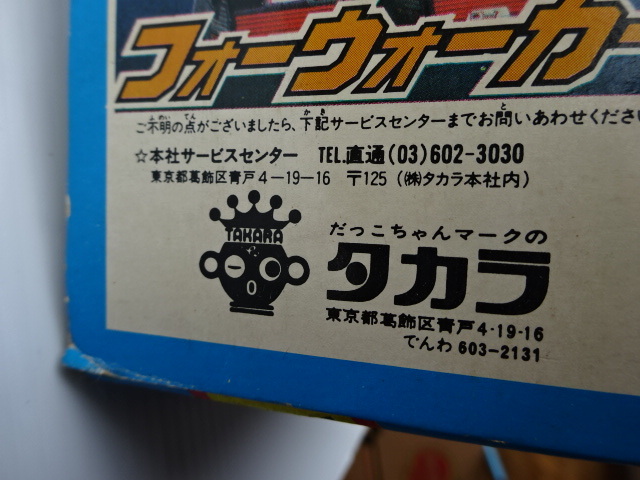 フォーウォーカー
ご不明の点がございましたら、下記サービスセンターまでお問いあわせください
☆本社サービスセンター TEL.直通(03)602-3030
東京都葛飾区青戸4-19-16 〒125 (㈱タカラ本社内)
TAKARA
だっこちゃんマークの
タカラ
東京都葛飾区青戸4-19-16
でんわ 603-2131